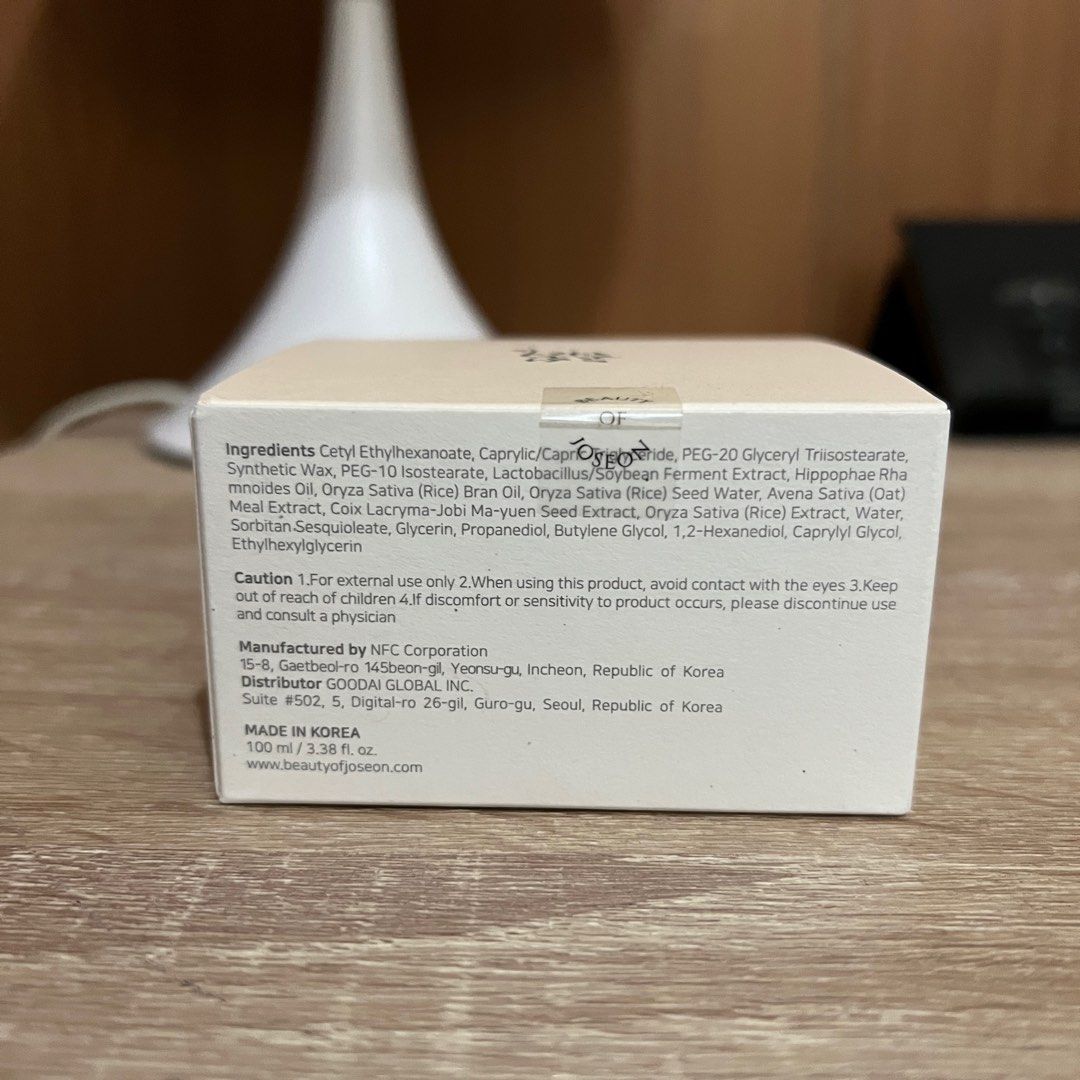 BEAUTY
OF
JOSEON
Ingredients Cetyl Ethylhexanoate, Caprylic/Capric Triglyceride, PEG-20 Glyceryl Triisostearate,
Synthetic Wax, PEG-10 Isostearate, Lactobacillus/Soybean Ferment Extract, Hippophae Rha
mnoides Oil, Oryza Sativa (Rice) Bran Oil, Oryza Sativa (Rice) Seed Water, Avena Sativa (Oat)
Meal Extract, Coix Lacryma-Jobi Ma-yuen Seed Extract, Oryza Sativa (Rice) Extract, Water,
Sorbitan Sesquioleate, Glycerin, Propanediol, Butylene Glycol, 1,2-Hexanediol, Caprylyl Glycol,
Ethylhexylglycerin
Caution 1.For external use only 2.When using this product, avoid contact with the eyes 3.Keep
out of reach of children 4.If discomfort or sensitivity to product occurs, please discontinue use
and consult a physician
Manufactured by NFC Corporation
15-8, Gaetbeol-ro 145beon-gil, Yeonsu-gu, Incheon, Republic of Korea
Distributor GOODAI GLOBAL INC.
Suite #502, 5, Digital-ro 26-gil, Guro-gu, Seoul, Republic of Korea
MADE IN KOREA
100 ml / 3.38 fl. oz.
www.beautyofjoseon.com